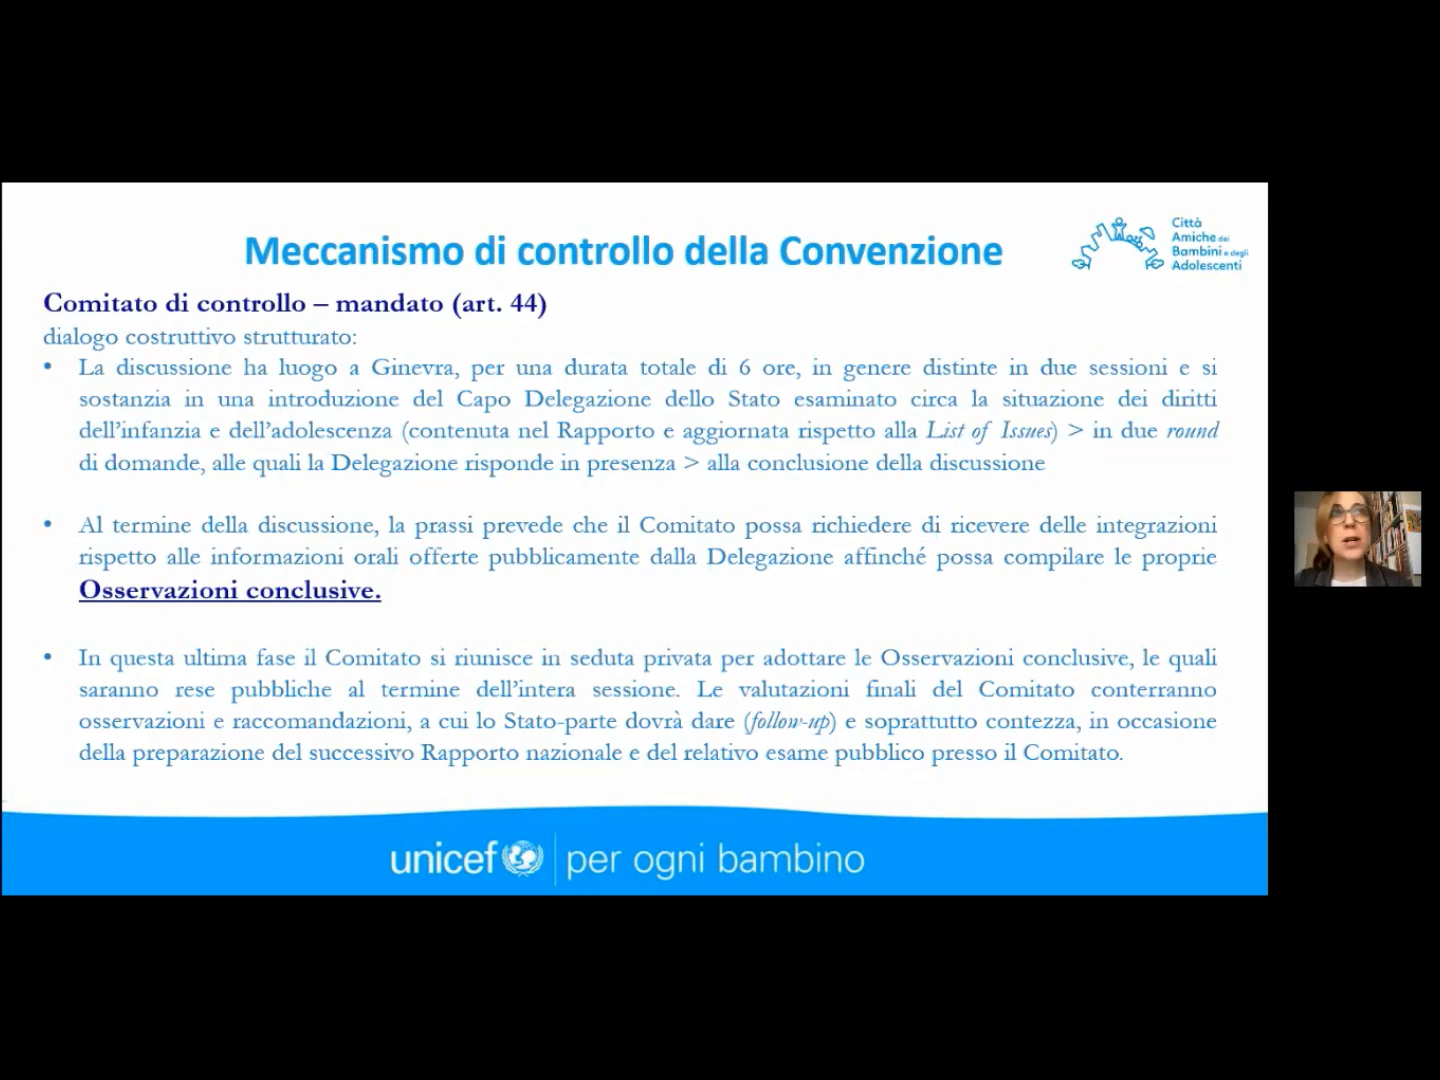 Meccanismo di controllo della Convenzione
Città
Amiche dei
Bambini e degli
Adolescenti
Comitato di controllo – mandato (art. 44)
dialogo costruttivo strutturato:
• La discussione ha luogo a Ginevra, per una durata totale di 6 ore, in genere distinte in due sessioni e si
sostanzia in una introduzione del Capo Delegazione dello Stato esaminato circa la situazione dei diritti
dell'infanzia e dell'adolescenza (contenuta nel Rapporto e aggiornata rispetto alla List of Issues) > in due round
di domande, alle quali la Delegazione risponde in presenza > alla conclusione della discussione
• Al termine della discussione, la prassi prevede che il Comitato possa richiedere di ricevere delle integrazioni
rispetto alle informazioni orali offerte pubblicamente dalla Delegazione affinché possa compilare le proprie
Osservazioni conclusive.
• In questa ultima fase il Comitato si riunisce in seduta privata per adottare le Osservazioni conclusive, le quali
saranno rese pubbliche al termine dell'intera sessione. Le valutazioni finali del Comitato conterranno
osservazioni e raccomandazioni, a cui lo Stato-parte dovrà dare (follow-up) e soprattutto contezza, in occasione
della preparazione del successivo Rapporto nazionale e del relativo esame pubblico presso il Comitato.
unicef | per ogni bambino